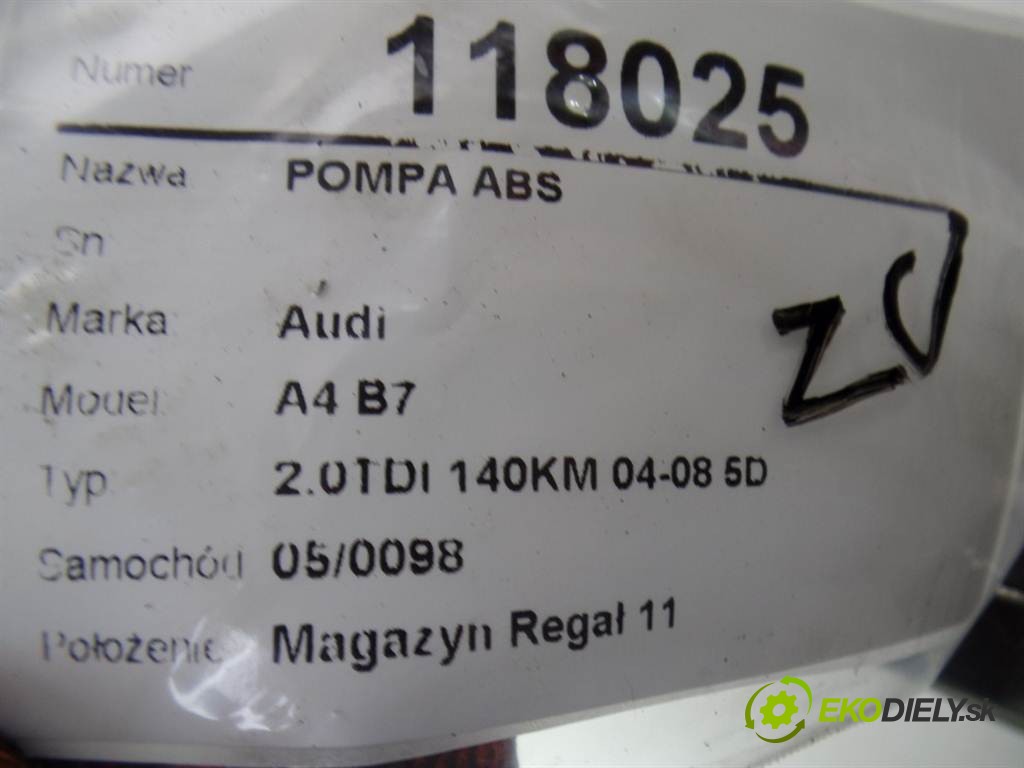 Numer 118025
Nazwa POMPA ABS
Sn
Marka Audi
Model A4 B7
Typ 2.0TDI 140KM 04-08 5D
Samochód 05/0098
Położenie Magazyn Regał 11
EKODIELY.sk